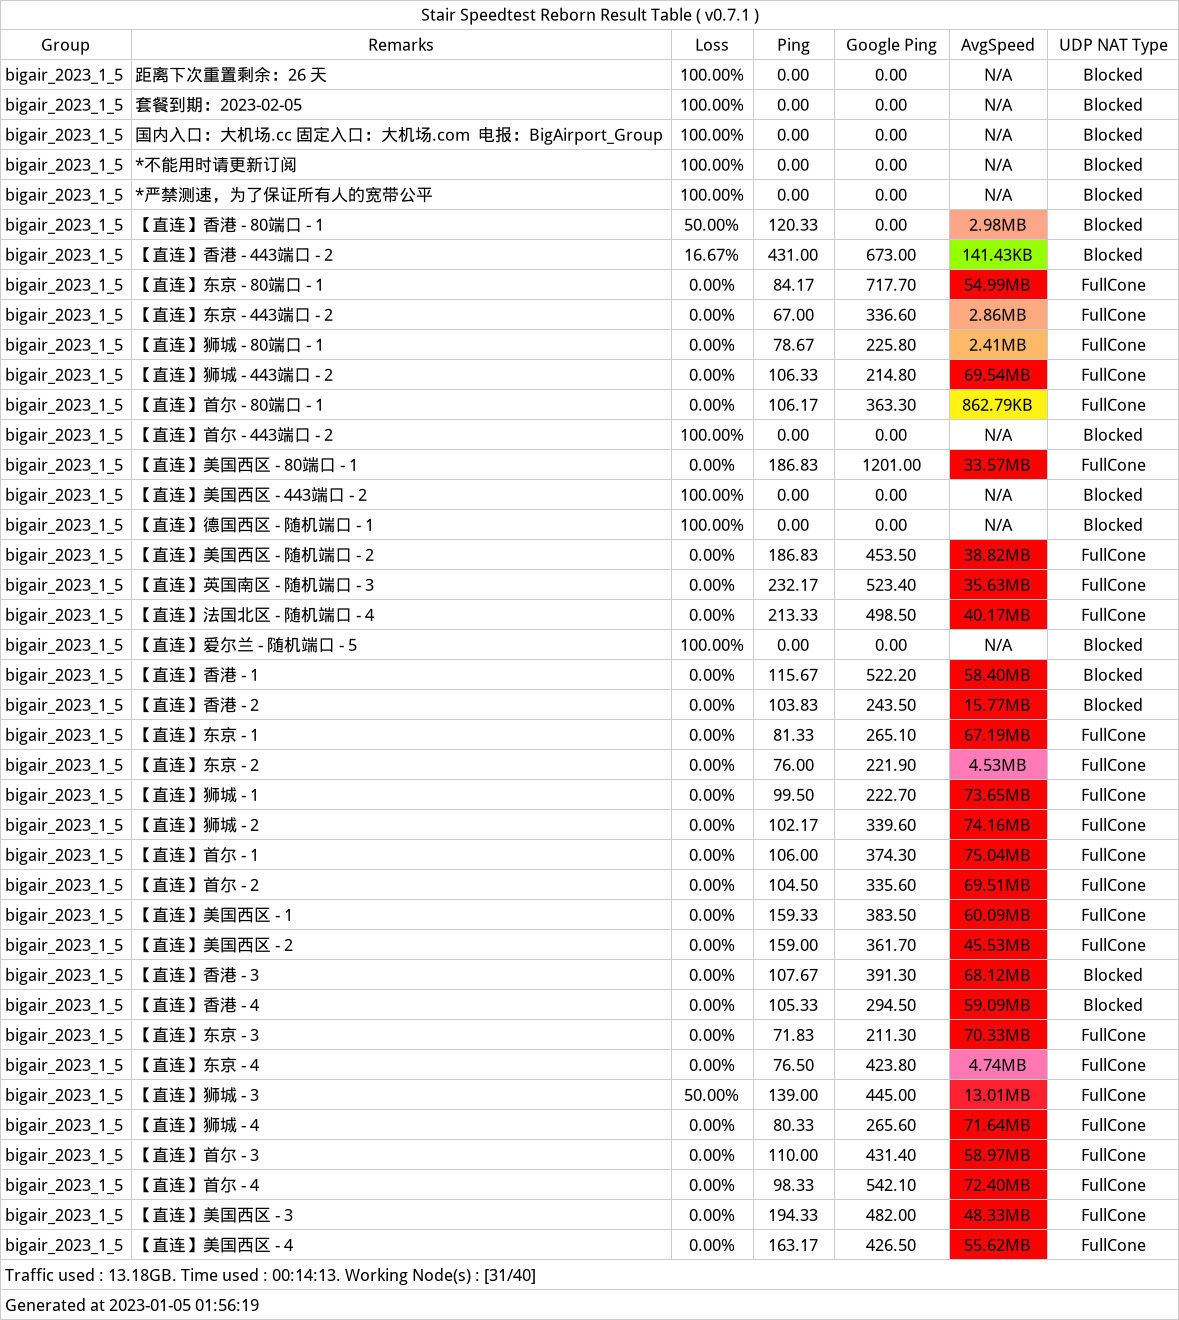 Stair Speedtest Reborn Result Table ( v0.7.1 )
Group Remarks Loss Ping Google Ping AvgSpeed UDP NAT Type
bigair_2023_1_5 距离下次重置剩余：26 天 100.00% 0.00 0.00 N/A Blocked
bigair_2023_1_5 套餐到期：2023-02-05 100.00% 0.00 0.00 N/A Blocked
bigair_2023_1_5 国内入口：大机场.cc 固定入口：大机场.com 电报：BigAirport_Group 100.00% 0.00 0.00 N/A Blocked
bigair_2023_1_5 *不能用时请更新订阅 100.00% 0.00 0.00 N/A Blocked
bigair_2023_1_5 *严禁测速，为了保证所有人的宽带公平 100.00% 0.00 0.00 N/A Blocked
bigair_2023_1_5 【直连】香港 - 80端口 - 1 50.00% 120.33 0.00 2.98MB Blocked
bigair_2023_1_5 【直连】香港 - 443端口 - 2 16.67% 431.00 673.00 141.43KB Blocked
bigair_2023_1_5 【直连】东京 - 80端口 - 1 0.00% 84.17 717.70 54.99MB FullCone
bigair_2023_1_5 【直连】东京 - 443端口 - 2 0.00% 67.00 336.60 2.86MB FullCone
bigair_2023_1_5 【直连】狮城 - 80端口 - 1 0.00% 78.67 225.80 2.41MB FullCone
bigair_2023_1_5 【直连】狮城 - 443端口 - 2 0.00% 106.33 214.80 69.54MB FullCone
bigair_2023_1_5 【直连】首尔 - 80端口 - 1 0.00% 106.17 363.30 862.79KB FullCone
bigair_2023_1_5 【直连】首尔 - 443端口 - 2 100.00% 0.00 0.00 N/A Blocked
bigair_2023_1_5 【直连】美国西区 - 80端口 - 1 0.00% 186.83 1201.00 33.57MB FullCone
bigair_2023_1_5 【直连】美国西区 - 443端口 - 2 100.00% 0.00 0.00 N/A Blocked
bigair_2023_1_5 【直连】德国西区 - 随机端口 - 1 100.00% 0.00 0.00 N/A Blocked
bigair_2023_1_5 【直连】美国西区 - 随机端口 - 2 0.00% 186.83 453.50 38.82MB FullCone
bigair_2023_1_5 【直连】英国南区 - 随机端口 - 3 0.00% 232.17 523.40 35.63MB FullCone
bigair_2023_1_5 【直连】法国北区 - 随机端口 - 4 0.00% 213.33 498.50 40.17MB FullCone
bigair_2023_1_5 【直连】爱尔兰 - 随机端口 - 5 100.00% 0.00 0.00 N/A Blocked
bigair_2023_1_5 【直连】香港 - 1 0.00% 115.67 522.20 58.40MB Blocked
bigair_2023_1_5 【直连】香港 - 2 0.00% 103.83 243.50 15.77MB Blocked
bigair_2023_1_5 【直连】东京 - 1 0.00% 81.33 265.10 67.19MB FullCone
bigair_2023_1_5 【直连】东京 - 2 0.00% 76.00 221.90 4.53MB FullCone
bigair_2023_1_5 【直连】狮城 - 1 0.00% 99.50 222.70 73.65MB FullCone
bigair_2023_1_5 【直连】狮城 - 2 0.00% 102.17 339.60 74.16MB FullCone
bigair_2023_1_5 【直连】首尔 - 1 0.00% 106.00 374.30 75.04MB FullCone
bigair_2023_1_5 【直连】首尔 - 2 0.00% 104.50 335.60 69.51MB FullCone
bigair_2023_1_5 【直连】美国西区 - 1 0.00% 159.33 383.50 60.09MB FullCone
bigair_2023_1_5 【直连】美国西区 - 2 0.00% 159.00 361.70 45.53MB FullCone
bigair_2023_1_5 【直连】香港 - 3 0.00% 107.67 391.30 68.12MB Blocked
bigair_2023_1_5 【直连】香港 - 4 0.00% 105.33 294.50 59.09MB Blocked
bigair_2023_1_5 【直连】东京 - 3 0.00% 71.83 211.30 70.33MB FullCone
bigair_2023_1_5 【直连】东京 - 4 0.00% 76.50 423.80 4.74MB FullCone
bigair_2023_1_5 【直连】狮城 - 3 50.00% 139.00 445.00 13.01MB FullCone
bigair_2023_1_5 【直连】狮城 - 4 0.00% 80.33 265.60 71.64MB FullCone
bigair_2023_1_5 【直连】首尔 - 3 0.00% 110.00 431.40 58.97MB FullCone
bigair_2023_1_5 【直连】首尔 - 4 0.00% 98.33 542.10 72.40MB FullCone
bigair_2023_1_5 【直连】美国西区 - 3 0.00% 194.33 482.00 48.33MB FullCone
bigair_2023_1_5 【直连】美国西区 - 4 0.00% 163.17 426.50 55.62MB FullCone
Traffic used : 13.18GB. Time used : 00:14:13. Working Node(s) : [31/40]
Generated at 2023-01-05 01:56:19